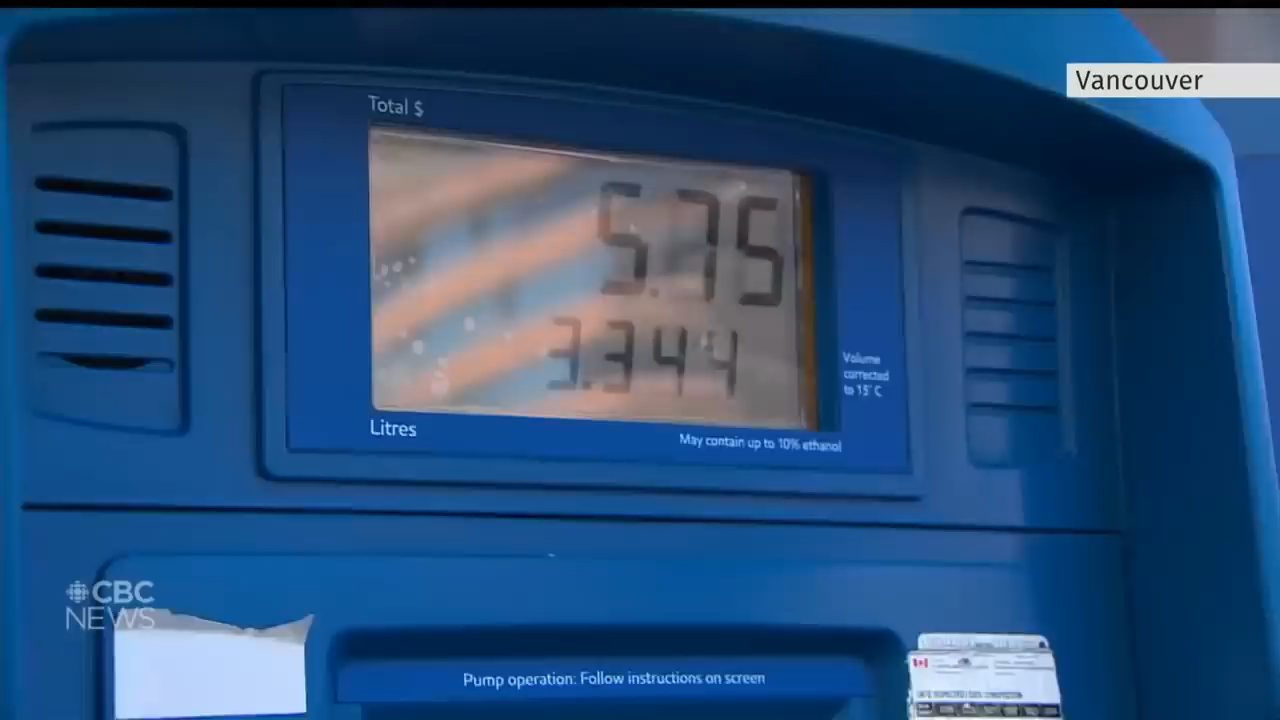 Vancouver
Total $
5.75
3.344
Volume
corrected
to 15°C
Litres
May contain up to 10% ethanol
CBC
NEWS
Pump operation: Follow instructions on screen